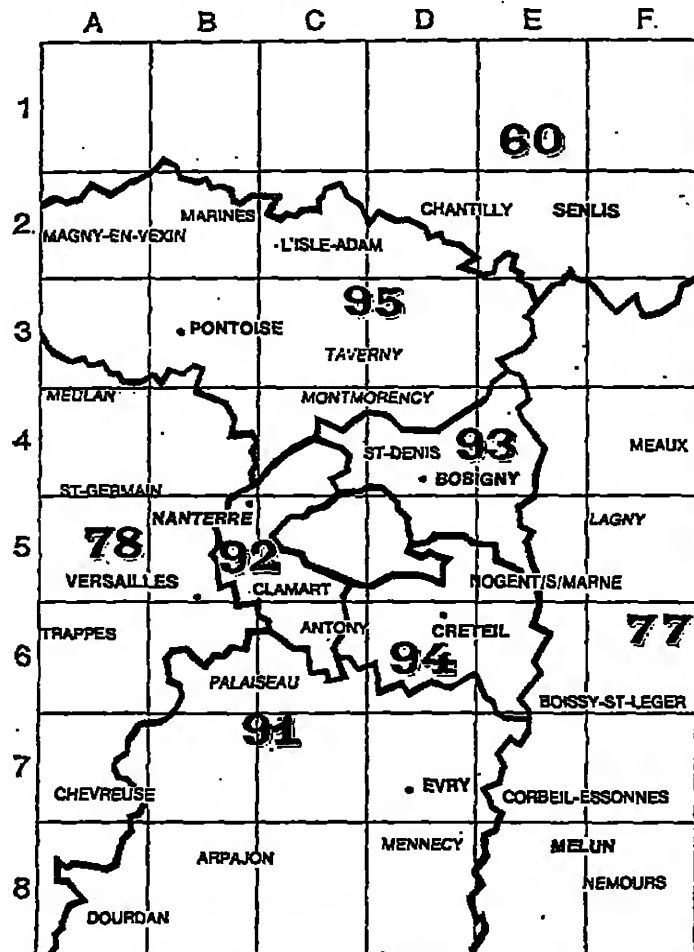 A B C D E F.
1
60
2
MARINES CHANTILLY SENLIS
MAGNY-EN-VEXIN L'ISLE-ADAM
95
3 PONTOISE
TAVERNY
MEULAN MONTMORENCY
4 ST-DENIS 93 MEAUX
BOBIGNY
ST-GERMAIN
NANTERRE LAGNY
5 78 92
VERSAILLES CLAMART NOGENT/S/MARNE
TRAPPES ANTONY CRETEIL 77
6 94
PALAISEAU
BOISSY-ST-LEGER
91
7
CHEVREUSE EVRY CORBEIL-ESSONNES
ARPAJON MENNECY MELUN
8 NEMOURS
DOURDAN